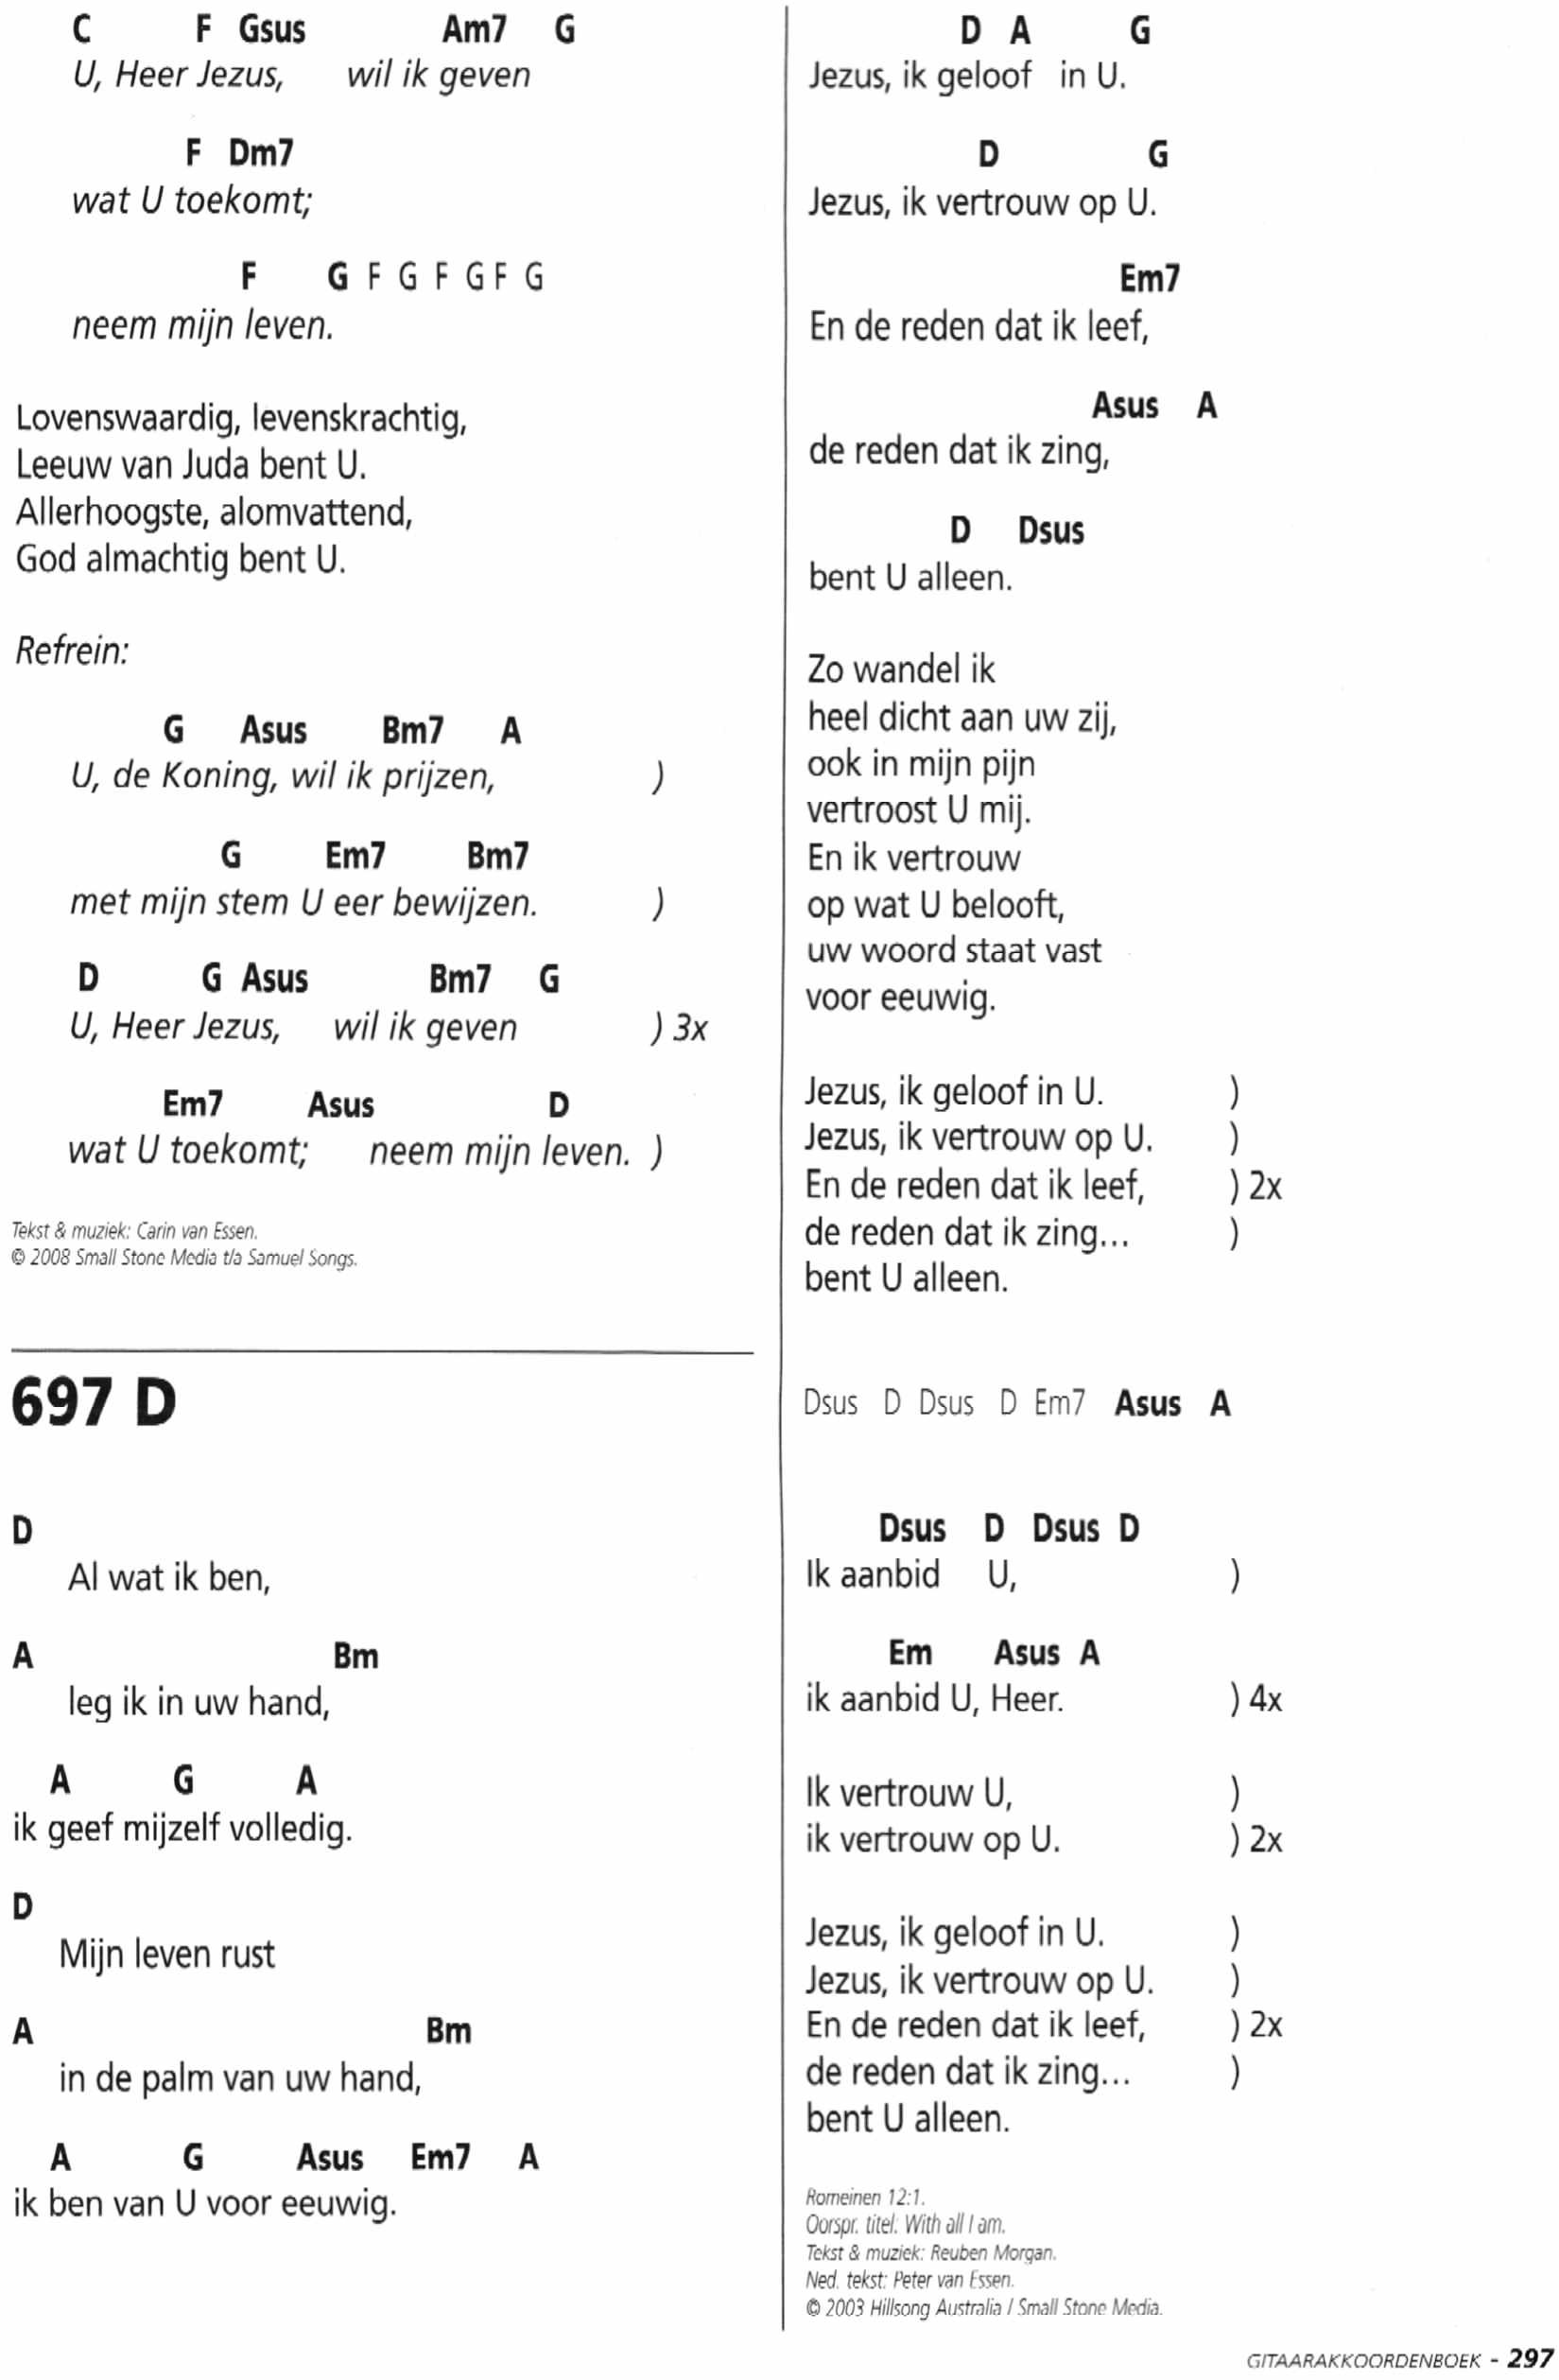 C F Gsus Am7 G
U, Heer Jezus, wil ik geven
F Dm7
wat U toekomt;
F G F G F G F G
neem mijn leven.
Lovenswaardig, levenskrachtig,
Leeuw van Juda bent U.
Allerhoogste, alomvattend,
God almachtig bent U.
Refrein:
G Asus Bm7 A
U, de Koning, wil ik prijzen, )
G Em7 Bm7
met mijn stem U eer bewijzen. )
D G Asus Bm7 G
U, Heer Jezus, wil ik geven ) 3x
Em7 Asus D
wat U toekomt; neem mijn leven. )
Tekst & muziek: Carin van Essen.
© 2008 Small Stone Media t/a Samuel Songs.
697 D
D
Al wat ik ben,
A Bm
leg ik in uw hand,
A G A
ik geef mijzelf volledig.
D
Mijn leven rust
A Bm
in de palm van uw hand,
A G Asus Em7 A
ik ben van U voor eeuwig.
D A G
Jezus, ik geloof in U.
D G
Jezus, ik vertrouw op U.
Em7
En de reden dat ik leef,
Asus A
de reden dat ik zing,
D Dsus
bent U alleen.
Zo wandel ik
heel dicht aan uw zij,
ook in mijn pijn
vertroost U mij.
En ik vertrouw
op wat U belooft,
uw woord staat vast
voor eeuwig.
Jezus, ik geloof in U. )
Jezus, ik vertrouw op U. )
En de reden dat ik leef, ) 2x
de reden dat ik zing... )
bent U alleen.
Dsus D Dsus D Em7 Asus A
Dsus D Dsus D
Ik aanbid U, )
Em Asus A
ik aanbid U, Heer. ) 4x
Ik vertrouw U, )
ik vertrouw op U. ) 2x
Jezus, ik geloof in U. )
Jezus, ik vertrouw op U. )
En de reden dat ik leef, ) 2x
de reden dat ik zing... )
bent U alleen.
Romeinen 12:1.
Oorspr. titel: With all I am.
Tekst & muziek: Reuben Morgan.
Ned. tekst: Peter van Essen.
© 2003 Hillsong Australia / Small Stone Media.
GITAARAKKOORDENBOEK - 297